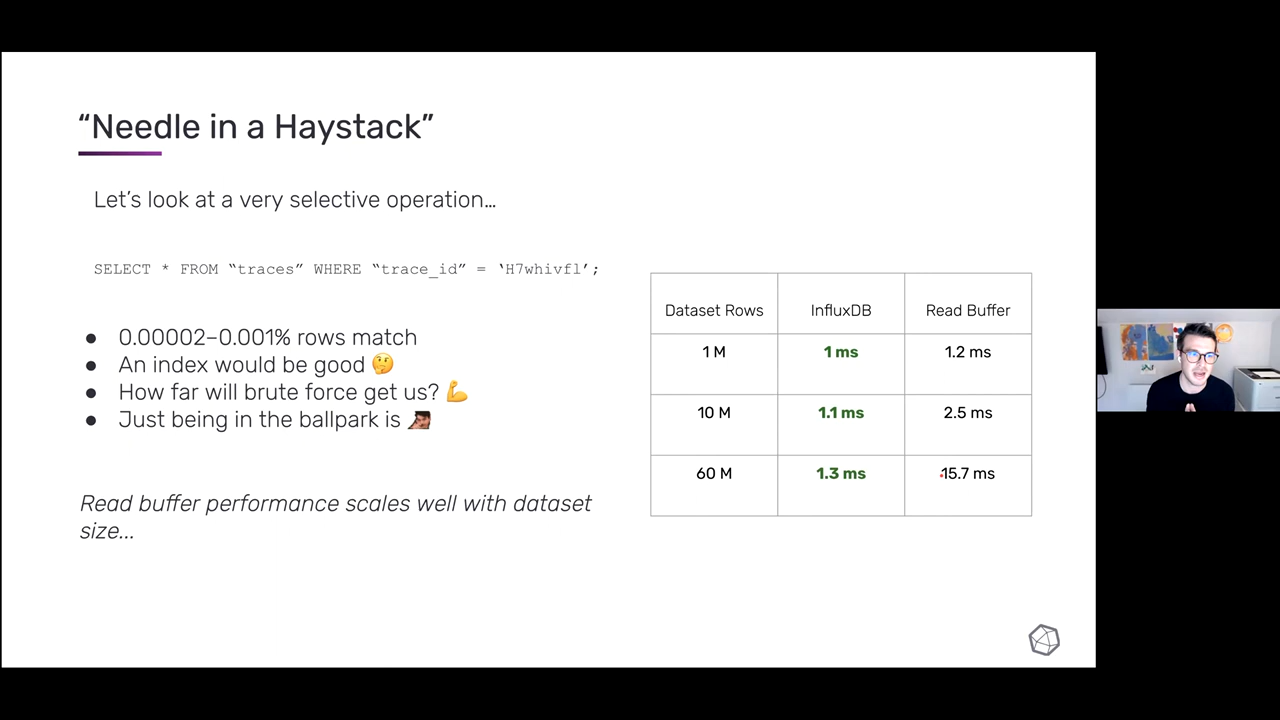 “Needle in a Haystack”
Let’s look at a very selective operation…
SELECT * FROM “traces” WHERE “trace_id” = ‘H7whivfl’;
● 0.00002–0.001% rows match
● An index would be good 🤔
● How far will brute force get us? 💪
● Just being in the ballpark is
Read buffer performance scales well with dataset
size...
Dataset Rows InfluxDB Read Buffer
1 M 1 ms 1.2 ms
10 M 1.1 ms 2.5 ms
60 M 1.3 ms 15.7 ms